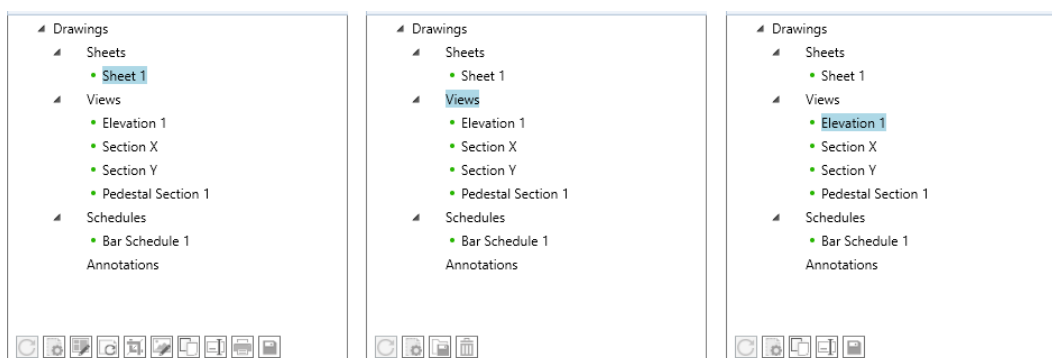 Drawings
Sheets
Sheet 1
Views
Elevation 1
Section X
Section Y
Pedestal Section 1
Schedules
Bar Schedule 1
Annotations
Drawings
Sheets
Sheet 1
Views
Elevation 1
Section X
Section Y
Pedestal Section 1
Schedules
Bar Schedule 1
Annotations
Drawings
Sheets
Sheet 1
Views
Elevation 1
Section X
Section Y
Pedestal Section 1
Schedules
Bar Schedule 1
Annotations